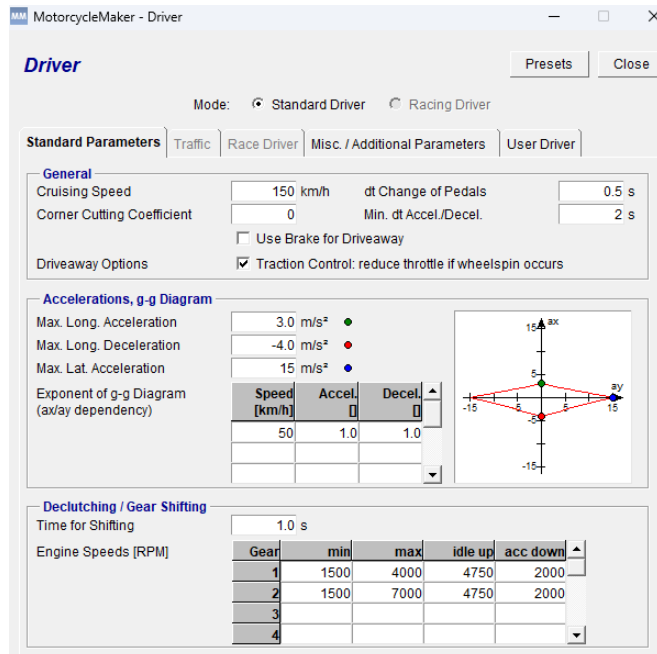 MM MotorcycleMaker - Driver
Driver
Presets
Close
Mode: Standard Driver Racing Driver
Standard Parameters Traffic Race Driver Misc. / Additional Parameters User Driver
General
Cruising Speed 150 km/h dt Change of Pedals 0.5 s
Corner Cutting Coefficient 0 Min. dt Accel./Decel. 2 s
Use Brake for Driveaway
Driveaway Options Traction Control: reduce throttle if wheelspin occurs
Accelerations, g-g Diagram
Max. Long. Acceleration 3.0 m/s²
Max. Long. Deceleration -4.0 m/s²
Max. Lat. Acceleration 15 m/s²
Exponent of g-g Diagram
(ax/ay dependency)
Speed Accel. Decel.
[km/h] [] []
50 1.0 1.0
15 ax
5
ay
-15 -5 5 15
-5
-15
Declutching / Gear Shifting
Time for Shifting 1.0 s
Engine Speeds [RPM] Gear min max idle up acc down
1 1500 4000 4750 2000
2 1500 7000 4750 2000
3
4